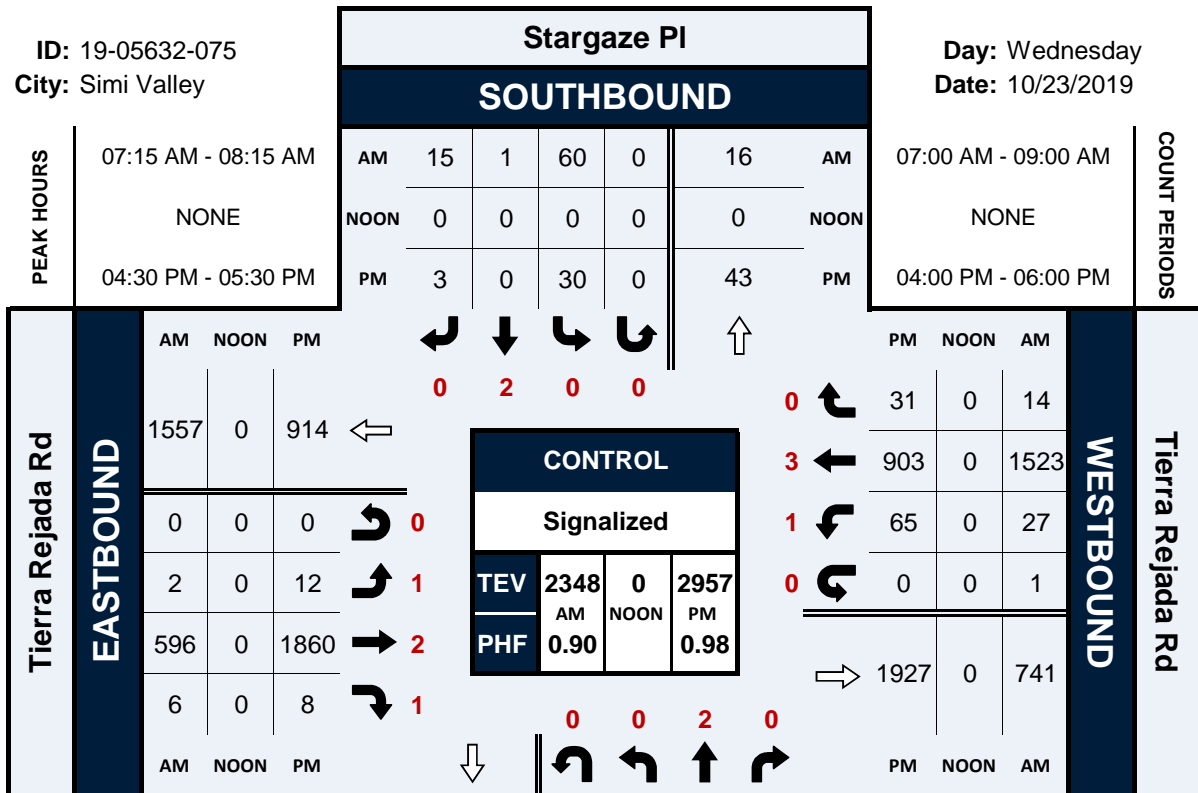 Stargaze Pl
ID: 19-05632-075
Day: Wednesday
City: Simi Valley
Date: 10/23/2019
SOUTHBOUND
PEAK HOURS
07:15 AM - 08:15 AM
NONE
04:30 PM - 05:30 PM
AM 15 1 60 0 16 AM
NOON 0 0 0 0 0 NOON
PM 3 0 30 0 43 PM
07:00 AM - 09:00 AM
NONE
04:00 PM - 06:00 PM
COUNT PERIODS
0 2 0 0
Tierra Rejada Rd
EASTBOUND
AM NOON PM
1557 0 914
0 0 0 0
2 0 12 1
596 0 1860 2
6 0 8 1
AM NOON PM
CONTROL
Signalized
TEV 2348 0 2957
AM NOON PM
PHF 0.90 0.98
PM NOON AM
0 31 0 14
3 903 0 1523
1 65 0 27
0 0 0 1
1927 0 741
PM NOON AM
WESTBOUND
Tierra Rejada Rd
0 0 2 0